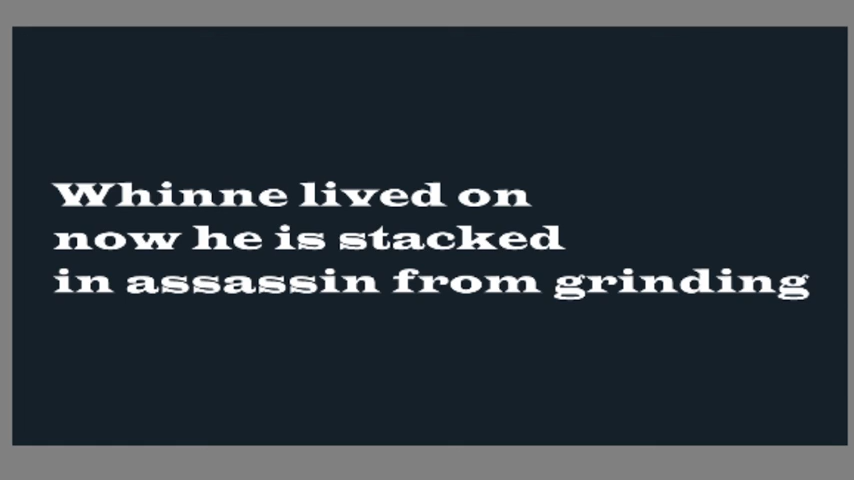 Whinne lived on
now he is stacked
in assassin from grinding